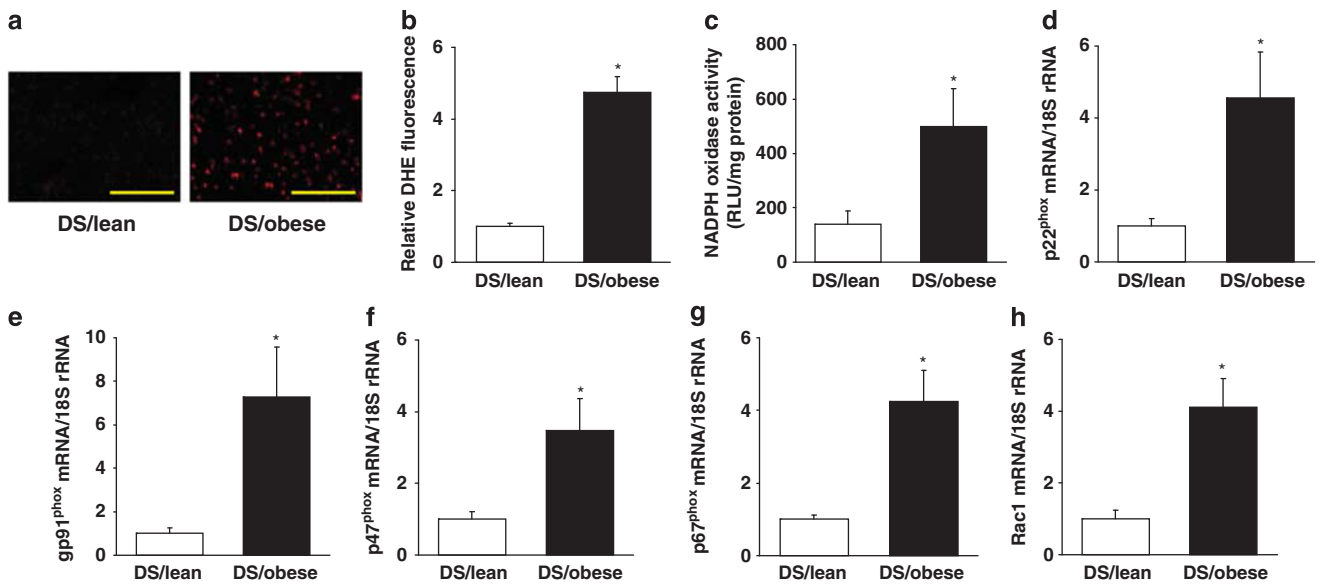 a
DS/lean
DS/obese
b
Relative DHE fluorescence
6
4
2
0
*
DS/lean
DS/obese
c
NADPH oxidase activity
(RLU/mg protein)
800
600
400
200
0
*
DS/lean
DS/obese
d
p22phox mRNA/18S rRNA
6
4
2
0
*
DS/lean
DS/obese
e
gp91phox mRNA/18S rRNA
10
8
6
4
2
0
*
DS/lean
DS/obese
f
p47phox mRNA/18S rRNA
6
4
2
0
*
DS/lean
DS/obese
g
p67phox mRNA/18S rRNA
6
4
2
0
*
DS/lean
DS/obese
h
Rac1 mRNA/18S rRNA
6
4
2
0
*
DS/lean
DS/obese